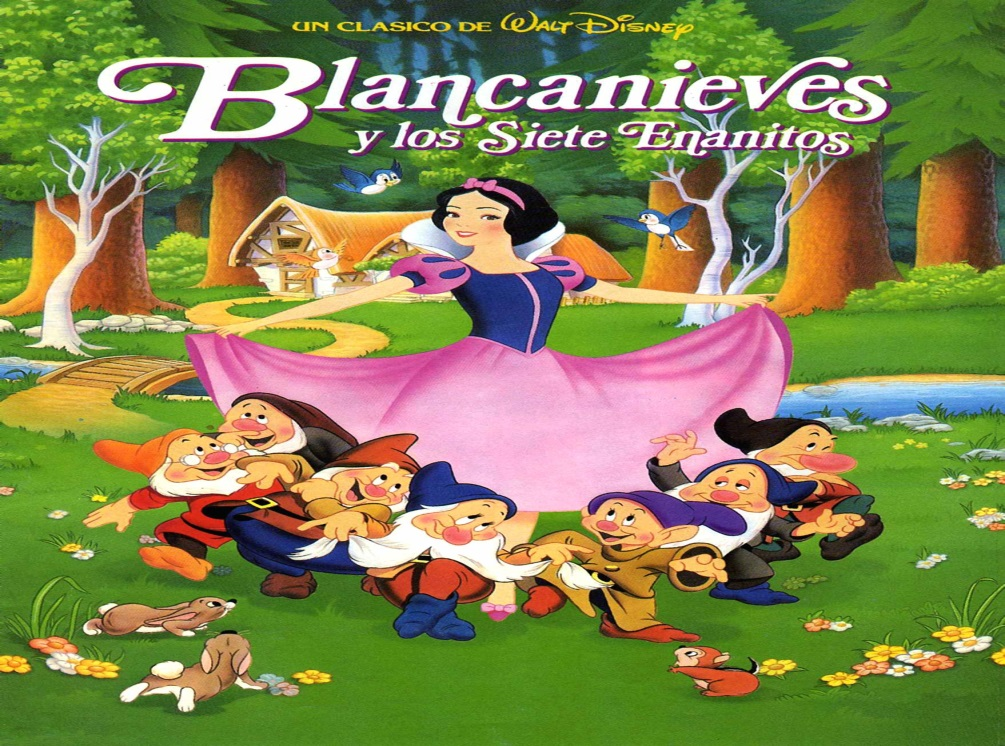 UN CLASICO DE WALT DISNEY
Blancanieves
y los Siete Enanitos